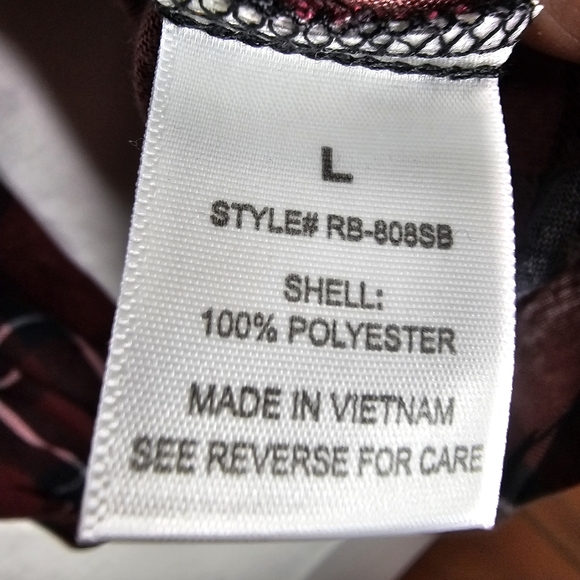 L
STYLE# RB-808SB
SHELL:
100% POLYESTER
MADE IN VIETNAM
SEE REVERSE FOR CARE